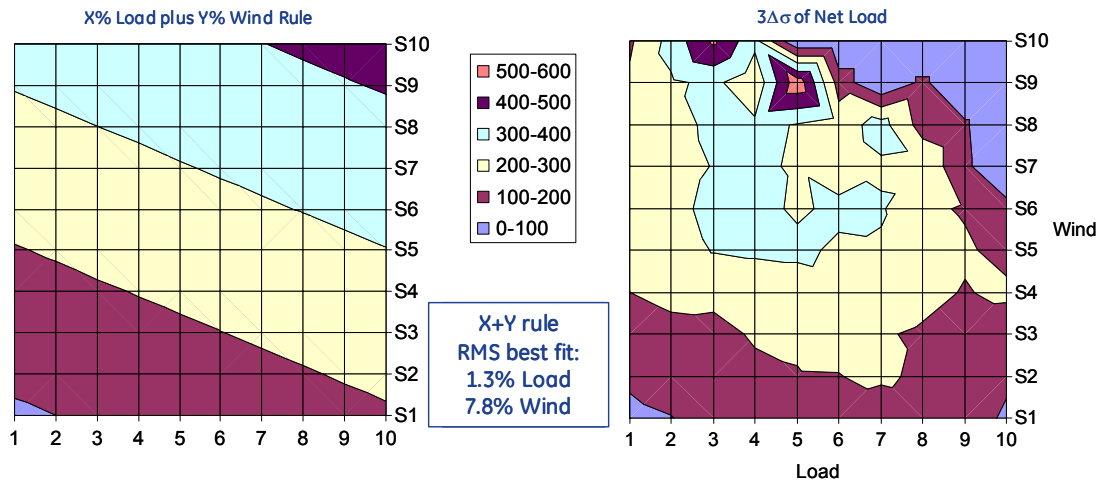 X% Load plus Y% Wind Rule
S10
S9
S8
S7
S6
S5
S4
S3
S2
S1
1 2 3 4 5 6 7 8 9 10
500-600
400-500
300-400
200-300
100-200
0-100
X+Y rule
RMS best fit:
1.3% Load
7.8% Wind
3Δσ of Net Load
S10
S9
S8
S7
S6
S5
S4
S3
S2
S1
Wind
1 2 3 4 5 6 7 8 9 10
Load